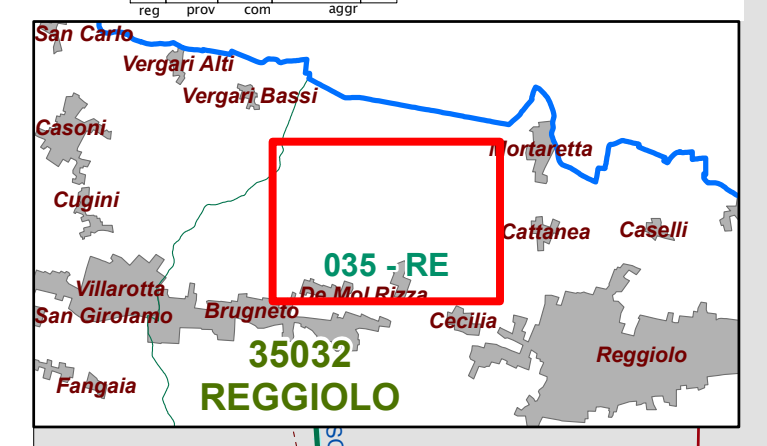 reg prov com aggr
San Carlo
Vergari Alti
Vergari Bassi
Casoni
Mortaretta
Cugini
Cattanea
Caselli
035 - RE
Villarotta
De Mol Rizza
San Girolamo
Brugneto
Cecilia
35032
REGGIOLO
Reggiolo
Fangaia